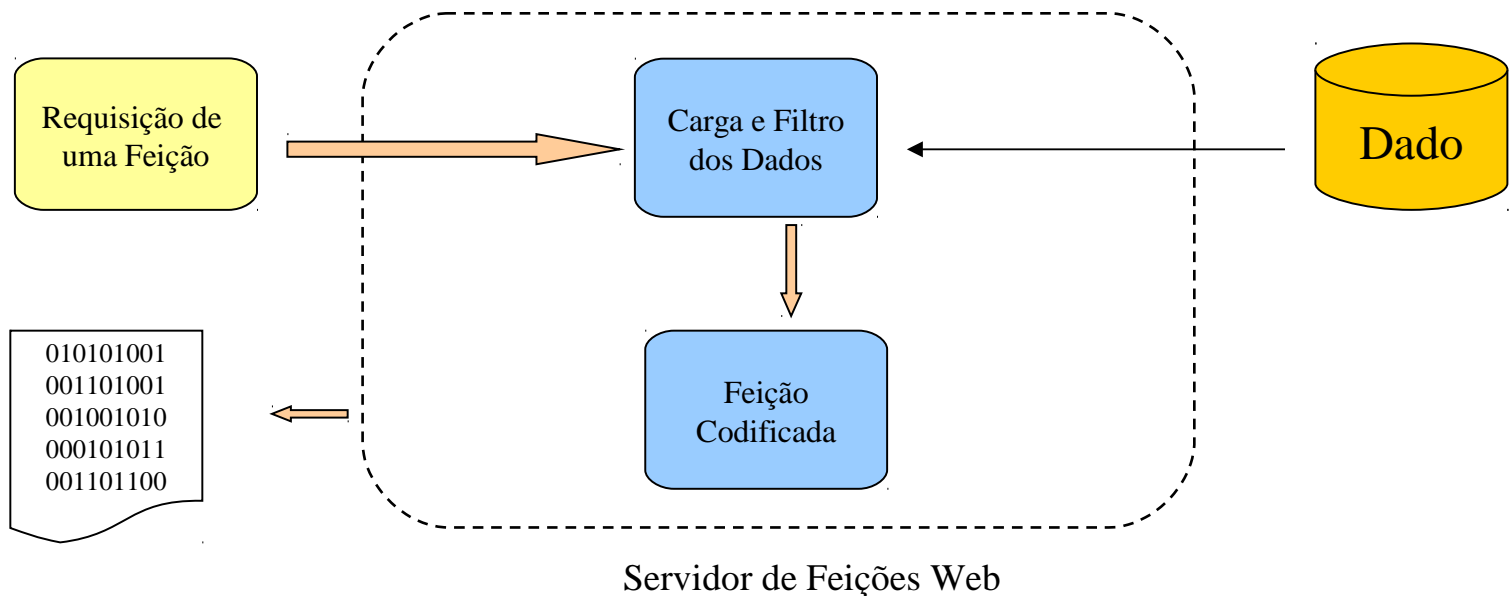 Requisição de
uma Feição
Carga e Filtro
dos Dados
Dado
010101001
001101001
001001010
000101011
001101100
Feição
Codificada
Servidor de Feições Web